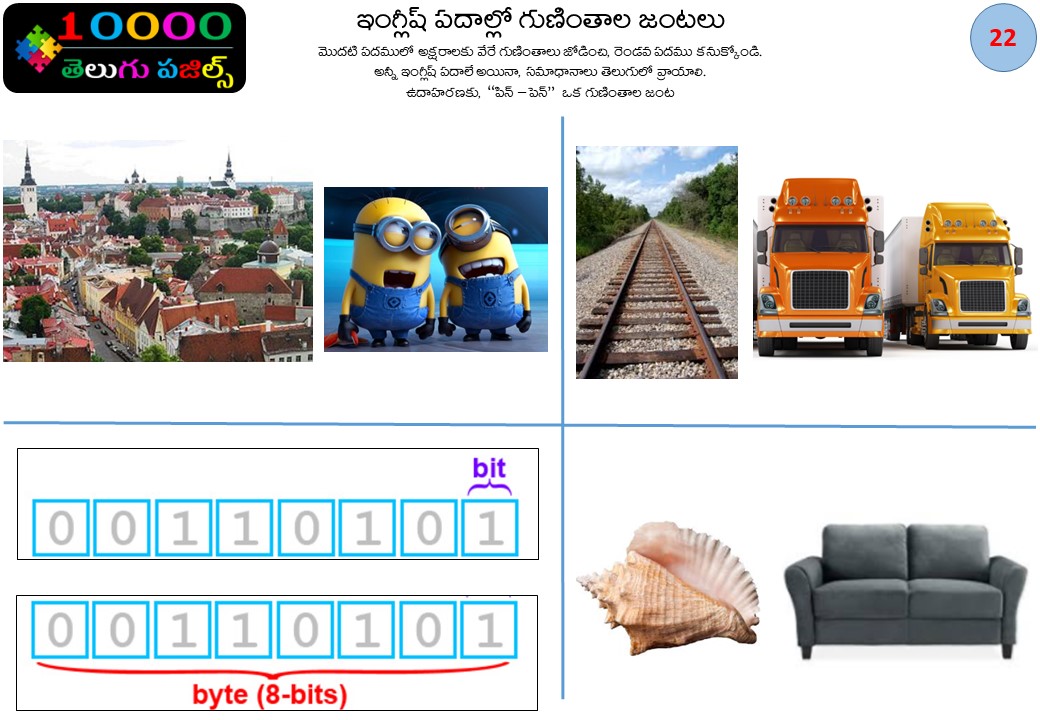 10000
తెలుగు పజిల్స్
ఇంగ్లీష్ పదాల్లో గుణింతాల జంటలు
22
మొదటి పదములో అక్షరాలకు వేరే గుణింతాలు జోడించి, రెండవ పదము కనుక్కోండి.
అన్నీ ఇంగ్లీష్ పదాలే అయినా, సమాధానాలు తెలుగులో వ్రాయాలి.
ఉదాహరణకు, “పిన్ – పెన్” ఒక గుణింతాల జంట
bit
0 0 1 1 0 1 0 1
0 0 1 1 0 1 0 1
byte (8-bits)